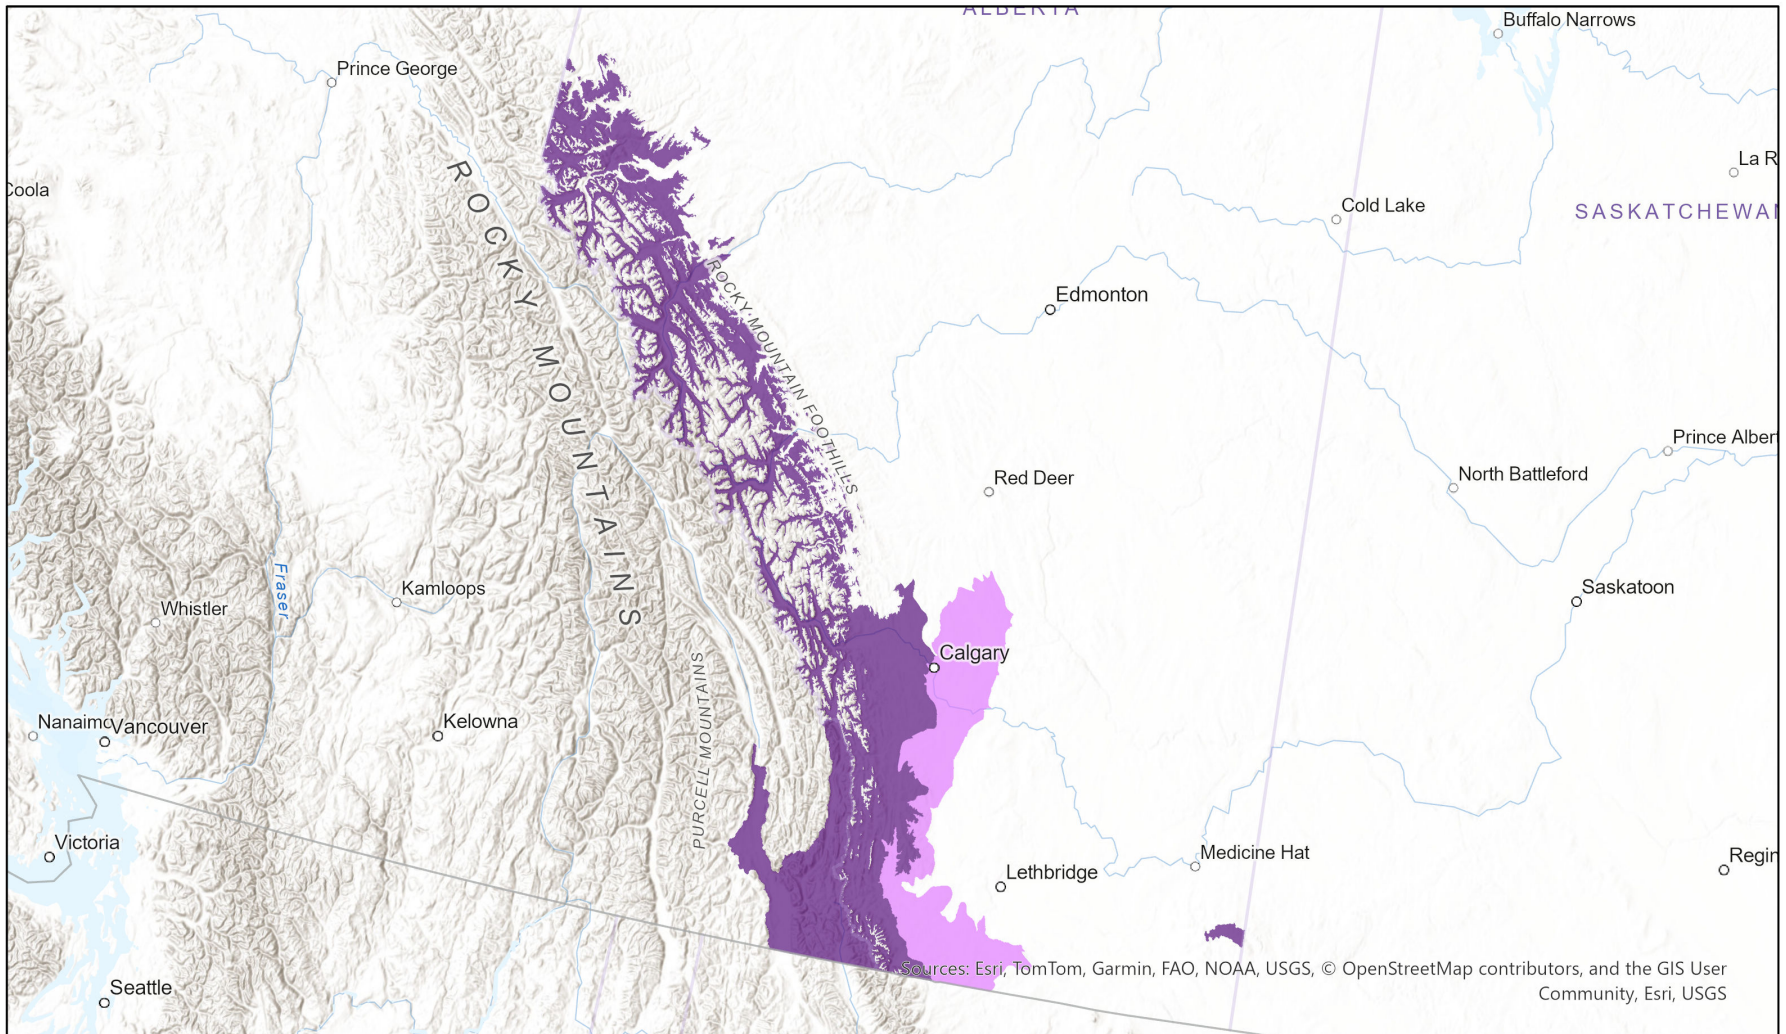 ALBERTA
Buffalo Narrows
Prince George
La R
Coola
Cold Lake
SASKATCHEWAN
ROCKY MOUNTAINS
ROCKY MOUNTAIN FOOTHILLS
Edmonton
Prince Alber
Red Deer
North Battleford
Fraser
Kamloops
Whistler
Saskatoon
Calgary
PURCELL MOUNTAINS
Nanaimo
Vancouver
Kelowna
Victoria
Medicine Hat
Regin
Lethbridge
Seattle
Sources: Esri, TomTom, Garmin, FAO, NOAA, USGS, © OpenStreetMap contributors, and the GIS User
Community, Esri, USGS